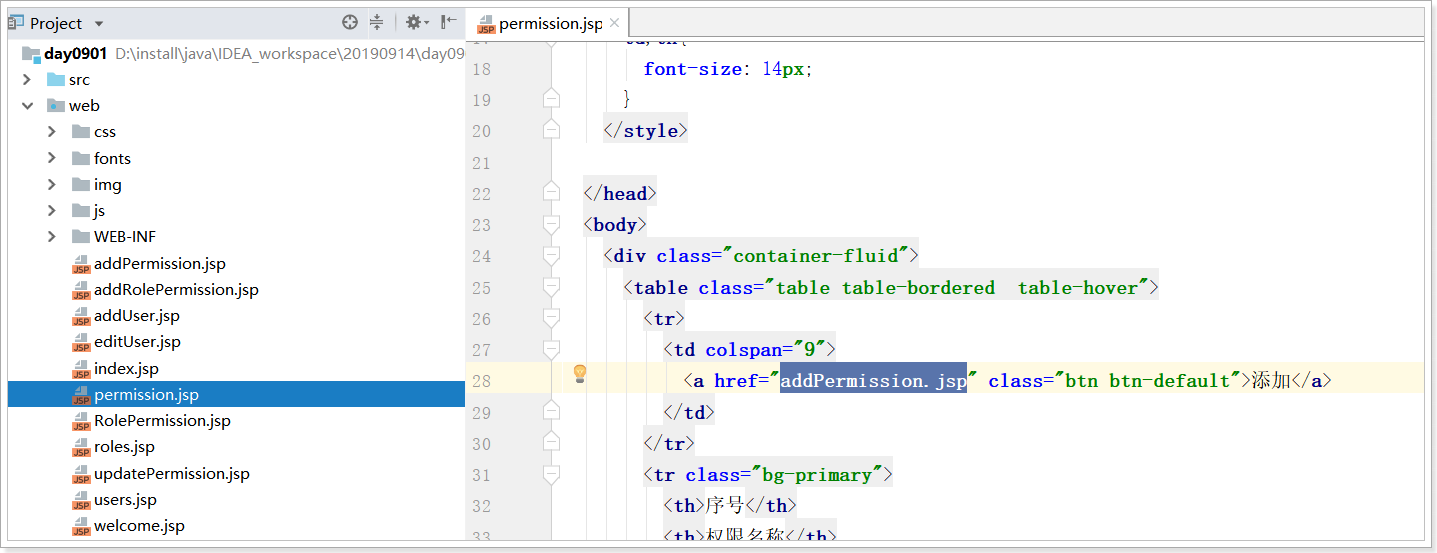 Project
day0901 D:\install\java\IDEA_workspace\20190914\day09
src
web
css
fonts
img
js
WEB-INF
addPermission.jsp
addRolePermission.jsp
addUser.jsp
editUser.jsp
index.jsp
permission.jsp
RolePermission.jsp
roles.jsp
updatePermission.jsp
users.jsp
welcome.jsp
permission.jsp
17 td,th{
18 font-size: 14px;
19 }
20 </style>
21
22 </head>
23 <body>
24 <div class="container-fluid">
25 <table class="table table-bordered  table-hover">
26 <tr>
27 <td colspan="9">
28 <a href="addPermission.jsp" class="btn btn-default">添加</a>
29 </td>
30 </tr>
31 <tr class="bg-primary">
32 <th>序号</th>
33 <th>权限名称</th>